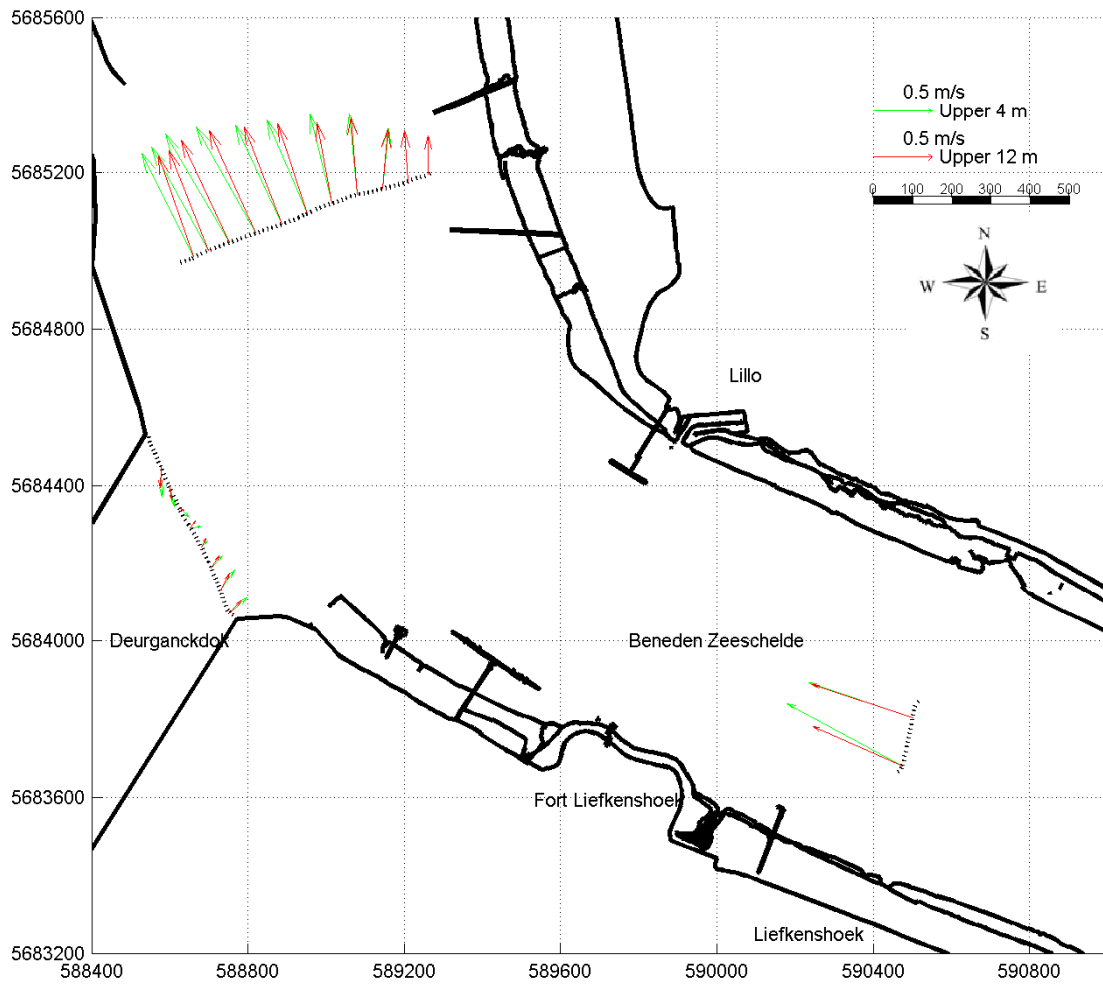 5685600
0.5 m/s
Upper 4 m
0.5 m/s
Upper 12 m
5685200
0 100 200 300 400 500
N
W E
S
5684800
Lillo
5684400
5684000
Deurganckdok
Beneden Zeeschelde
5683600
Fort Liefkenshoek
Liefkenshoek
5683200
588400 588800 589200 589600 590000 590400 590800